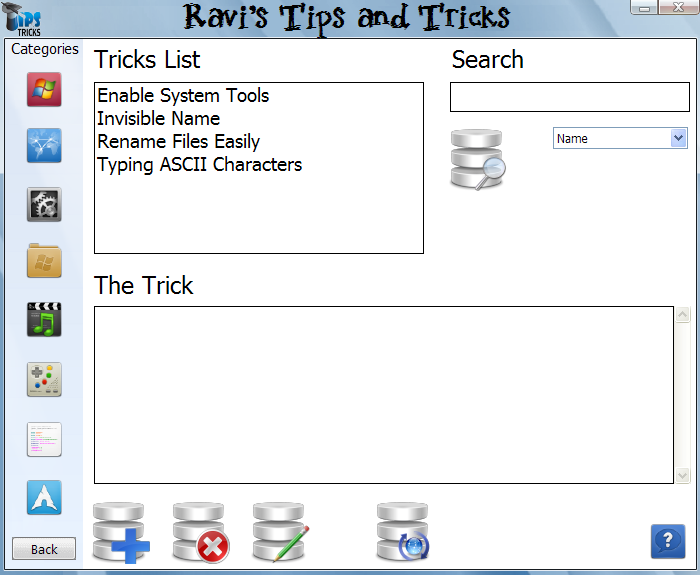 TIPS
TRICKS
Ravi's Tips and Tricks
Categories
Tricks List
Search
Enable System Tools
Invisible Name
Rename Files Easily
Typing ASCII Characters
Name
The Trick
Back
?